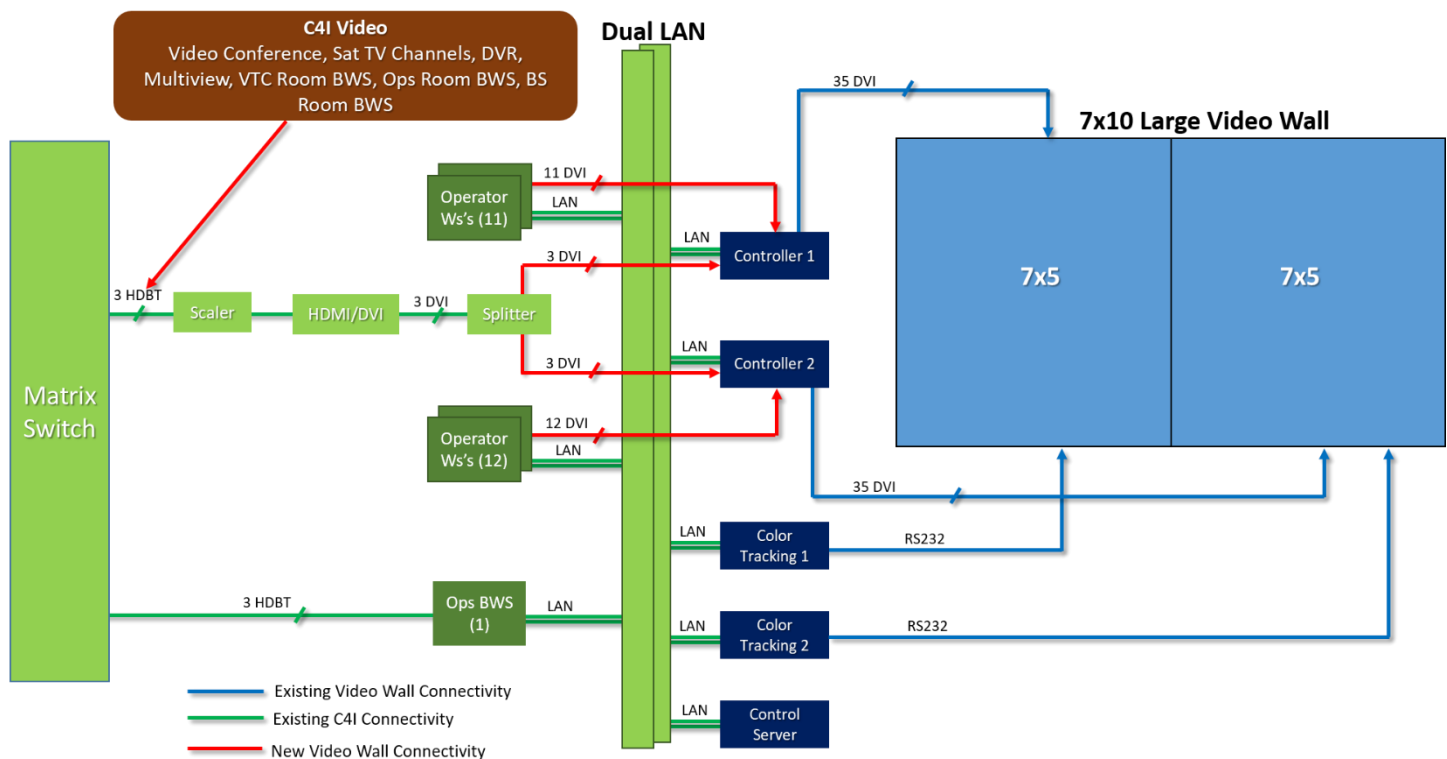 C4I Video
Video Conference, Sat TV Channels, DVR,
Multiview, VTC Room BWS, Ops Room BWS, BS
Room BWS
Dual LAN
35 DVI
7x10 Large Video Wall
11 DVI
Operator
Ws's (11)
LAN
LAN
Controller 1
3 DVI
7x5
7x5
3 HDBT
Scaler
HDMI/DVI
3 DVI
Splitter
LAN
Controller 2
3 DVI
Matrix
Switch
12 DVI
Operator
Ws's (12)
LAN
35 DVI
LAN
Color
Tracking 1
RS232
3 HDBT
Ops BWS
(1)
LAN
LAN
Color
Tracking 2
RS232
Existing Video Wall Connectivity
Existing C4I Connectivity
New Video Wall Connectivity
LAN
Control
Server